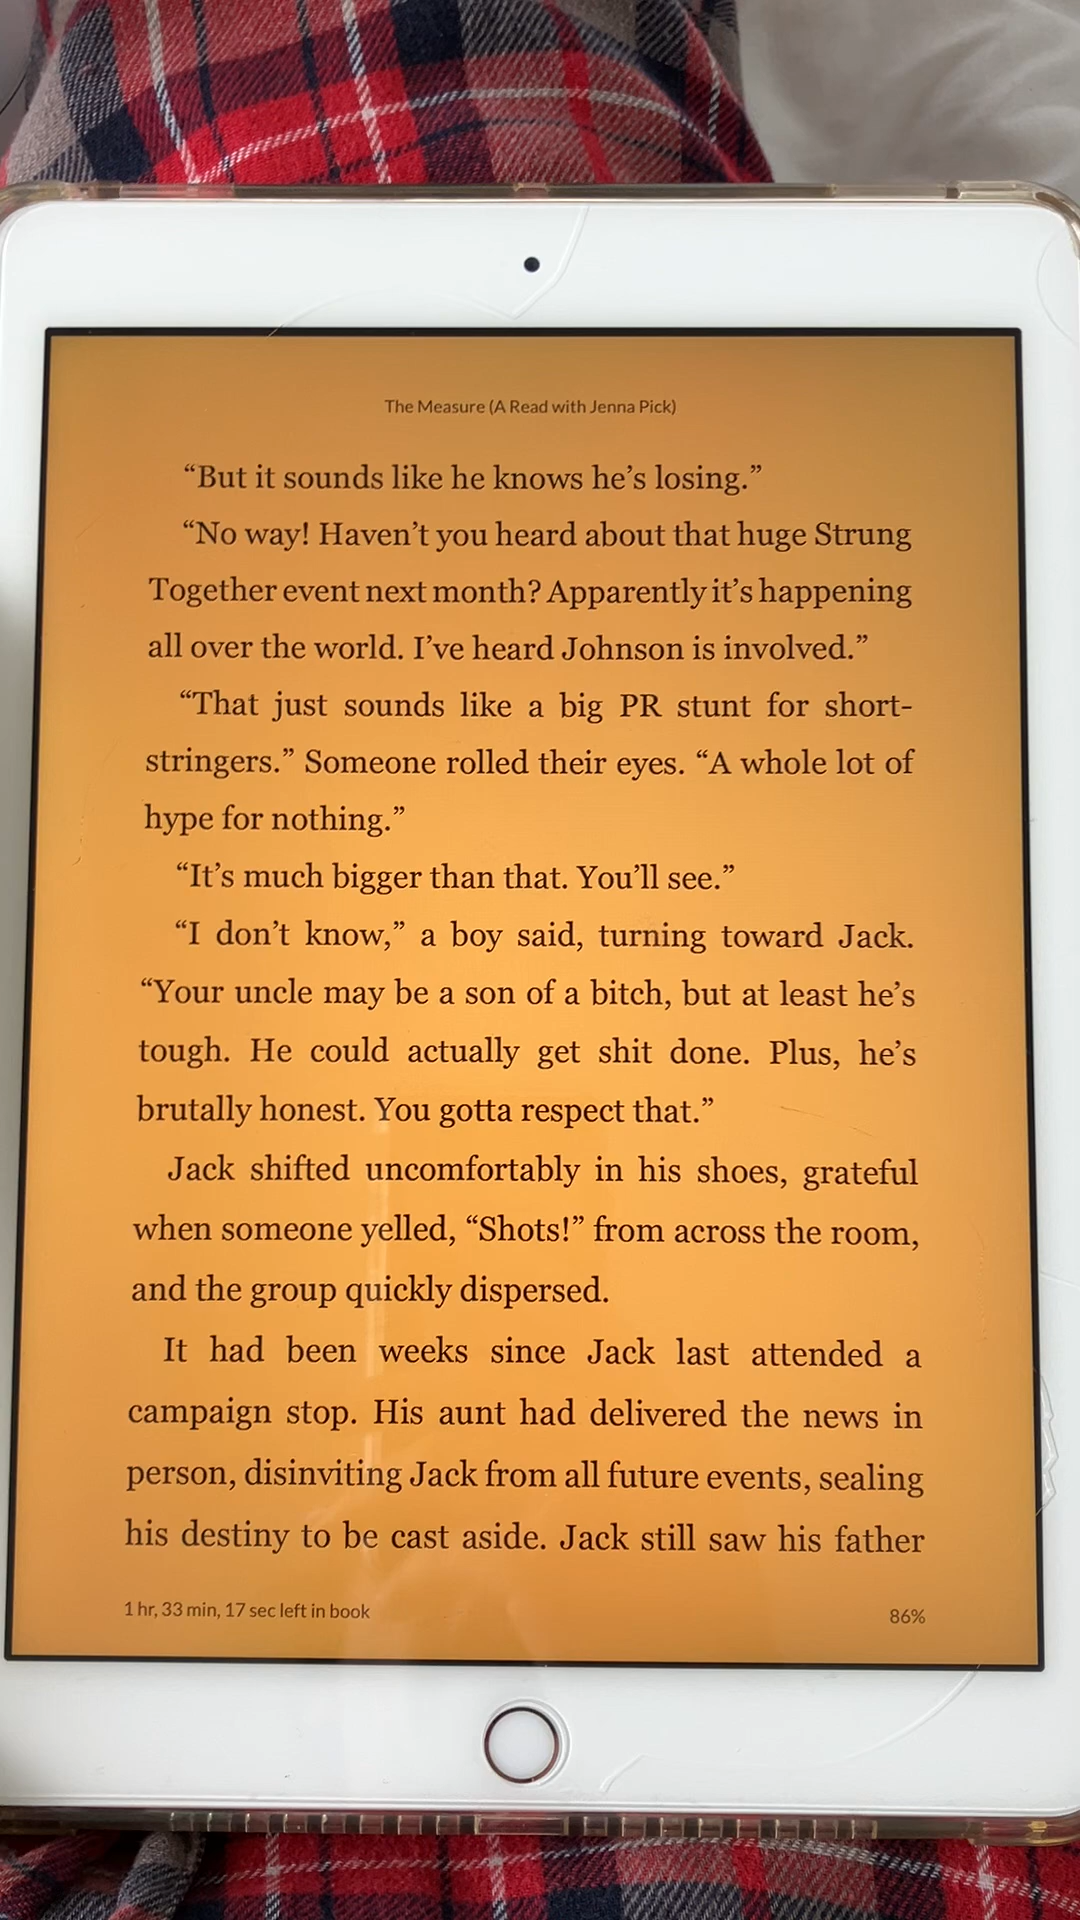 The Measure (A Read with Jenna Pick)
“But it sounds like he knows he’s losing.”
“No way! Haven’t you heard about that huge Strung
Together event next month? Apparently it’s happening
all over the world. I’ve heard Johnson is involved.”
“That just sounds like a big PR stunt for short-
stringers.” Someone rolled their eyes. “A whole lot of
hype for nothing.”
“It’s much bigger than that. You’ll see.”
“I don’t know,” a boy said, turning toward Jack.
“Your uncle may be a son of a bitch, but at least he’s
tough. He could actually get shit done. Plus, he’s
brutally honest. You gotta respect that.”
Jack shifted uncomfortably in his shoes, grateful
when someone yelled, “Shots!” from across the room,
and the group quickly dispersed.
It had been weeks since Jack last attended a
campaign stop. His aunt had delivered the news in
person, disinviting Jack from all future events, sealing
his destiny to be cast aside. Jack still saw his father
1 hr, 33 min, 17 sec left in book
86%